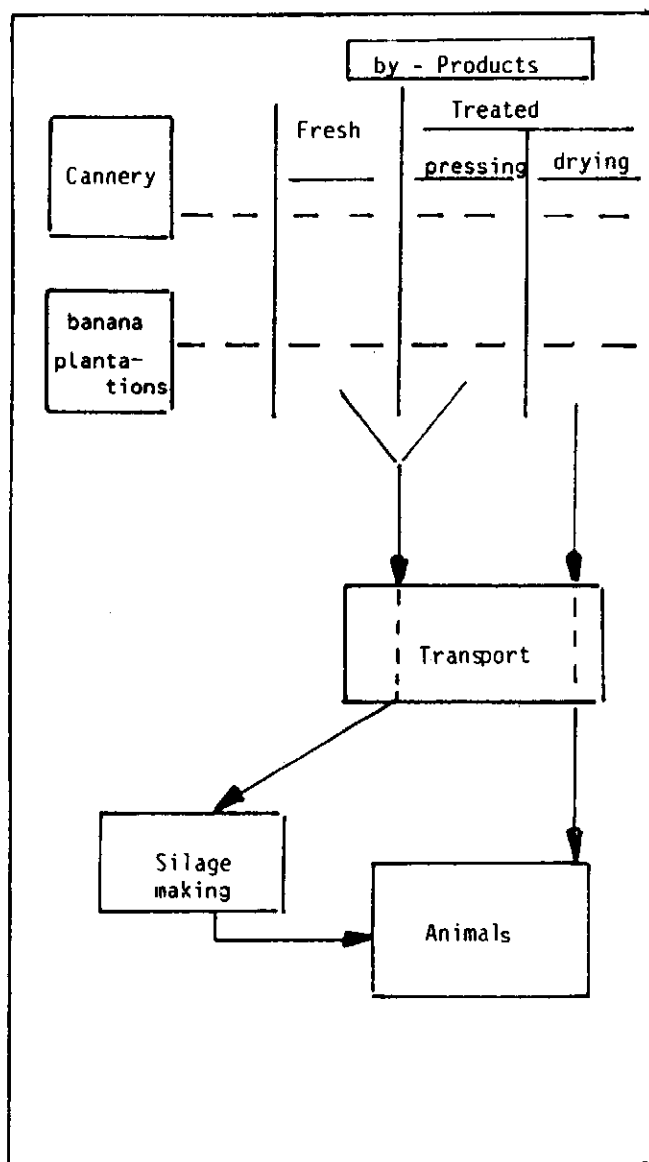 by - Products
Fresh
Treated
pressing
drying
Cannery
banana
planta-
tions
Transport
Silage
making
Animals